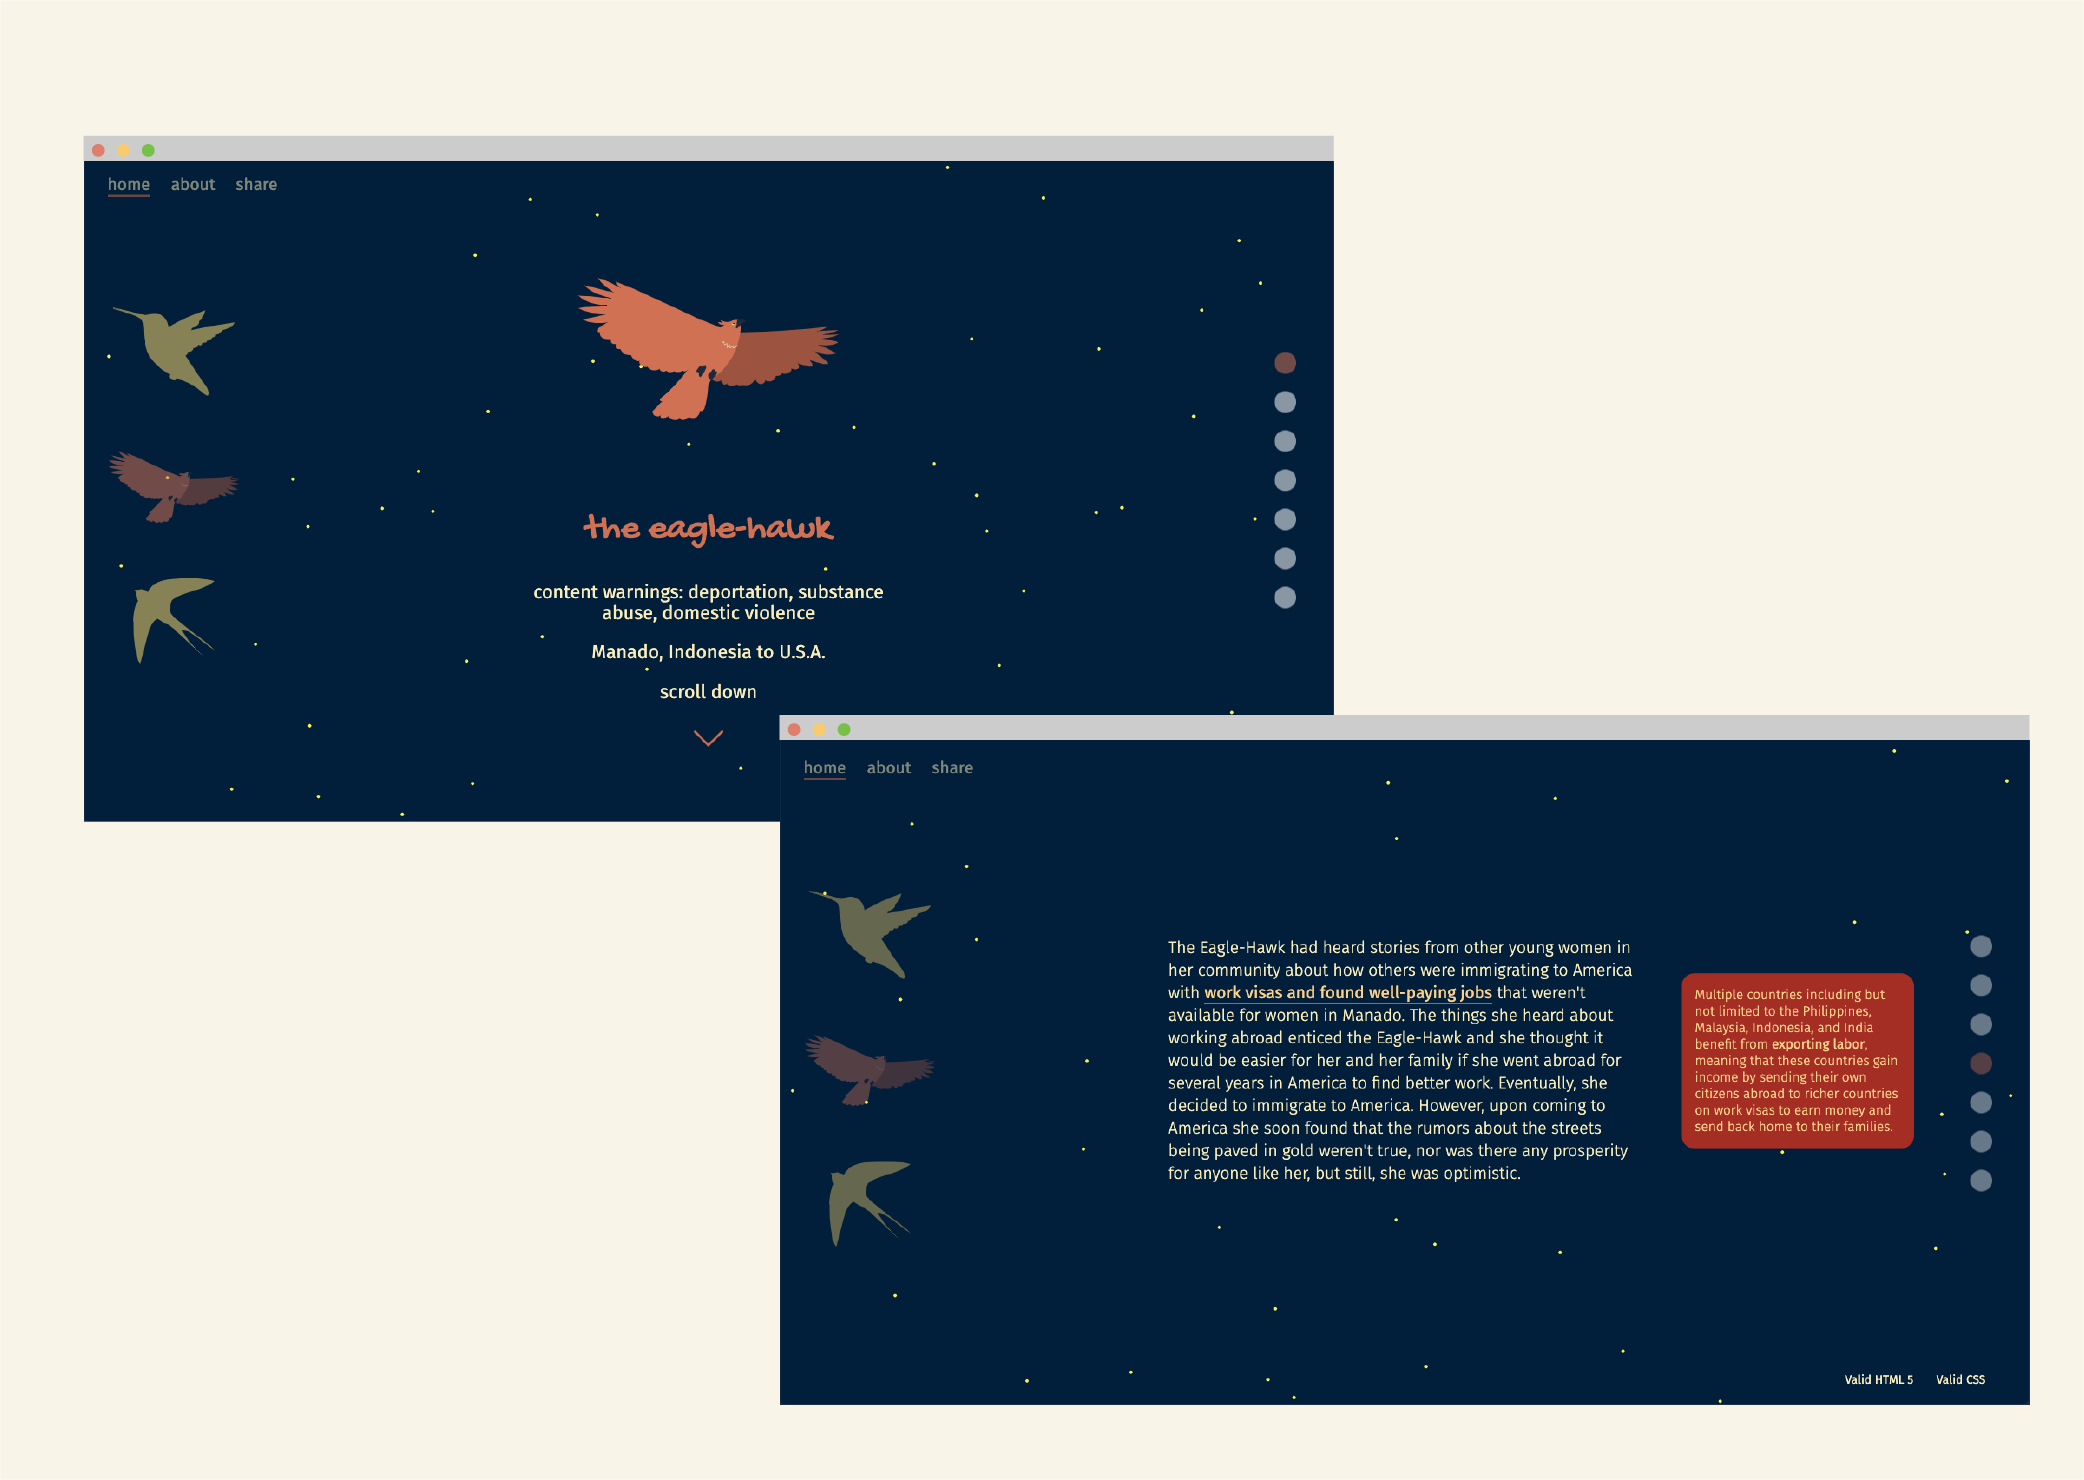 home about share
the eagle-hawk
content warnings: deportation, substance
abuse, domestic violence
Manado, Indonesia to U.S.A.
scroll down
home about share
The Eagle-Hawk had heard stories from other young women in
her community about how others were immigrating to America
with work visas and found well-paying jobs that weren't
available for women in Manado. The things she heard about
working abroad enticed the Eagle-Hawk and she thought it
would be easier for her and her family if she went abroad for
several years in America to find better work. Eventually, she
decided to immigrate to America. However, upon coming to
America she soon found that the rumors about the streets
being paved in gold weren't true, nor was there any prosperity
for anyone like her, but still, she was optimistic.
Multiple countries including but
not limited to the Philippines,
Malaysia, Indonesia, and India
benefit from exporting labor,
meaning that these countries gain
income by sending their own
citizens abroad to richer countries
on work visas to earn money and
send back home to their families.
Valid HTML 5 Valid CSS